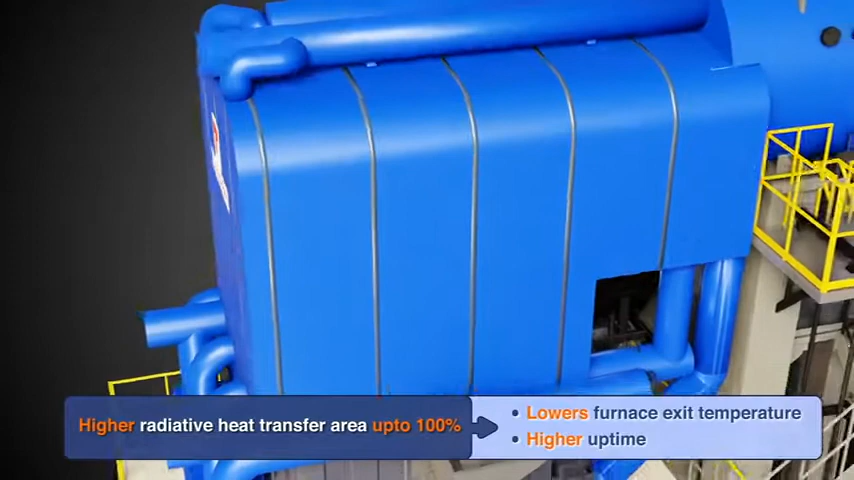 Higher radiative heat transfer area upto 100%
• Lowers furnace exit temperature
• Higher uptime